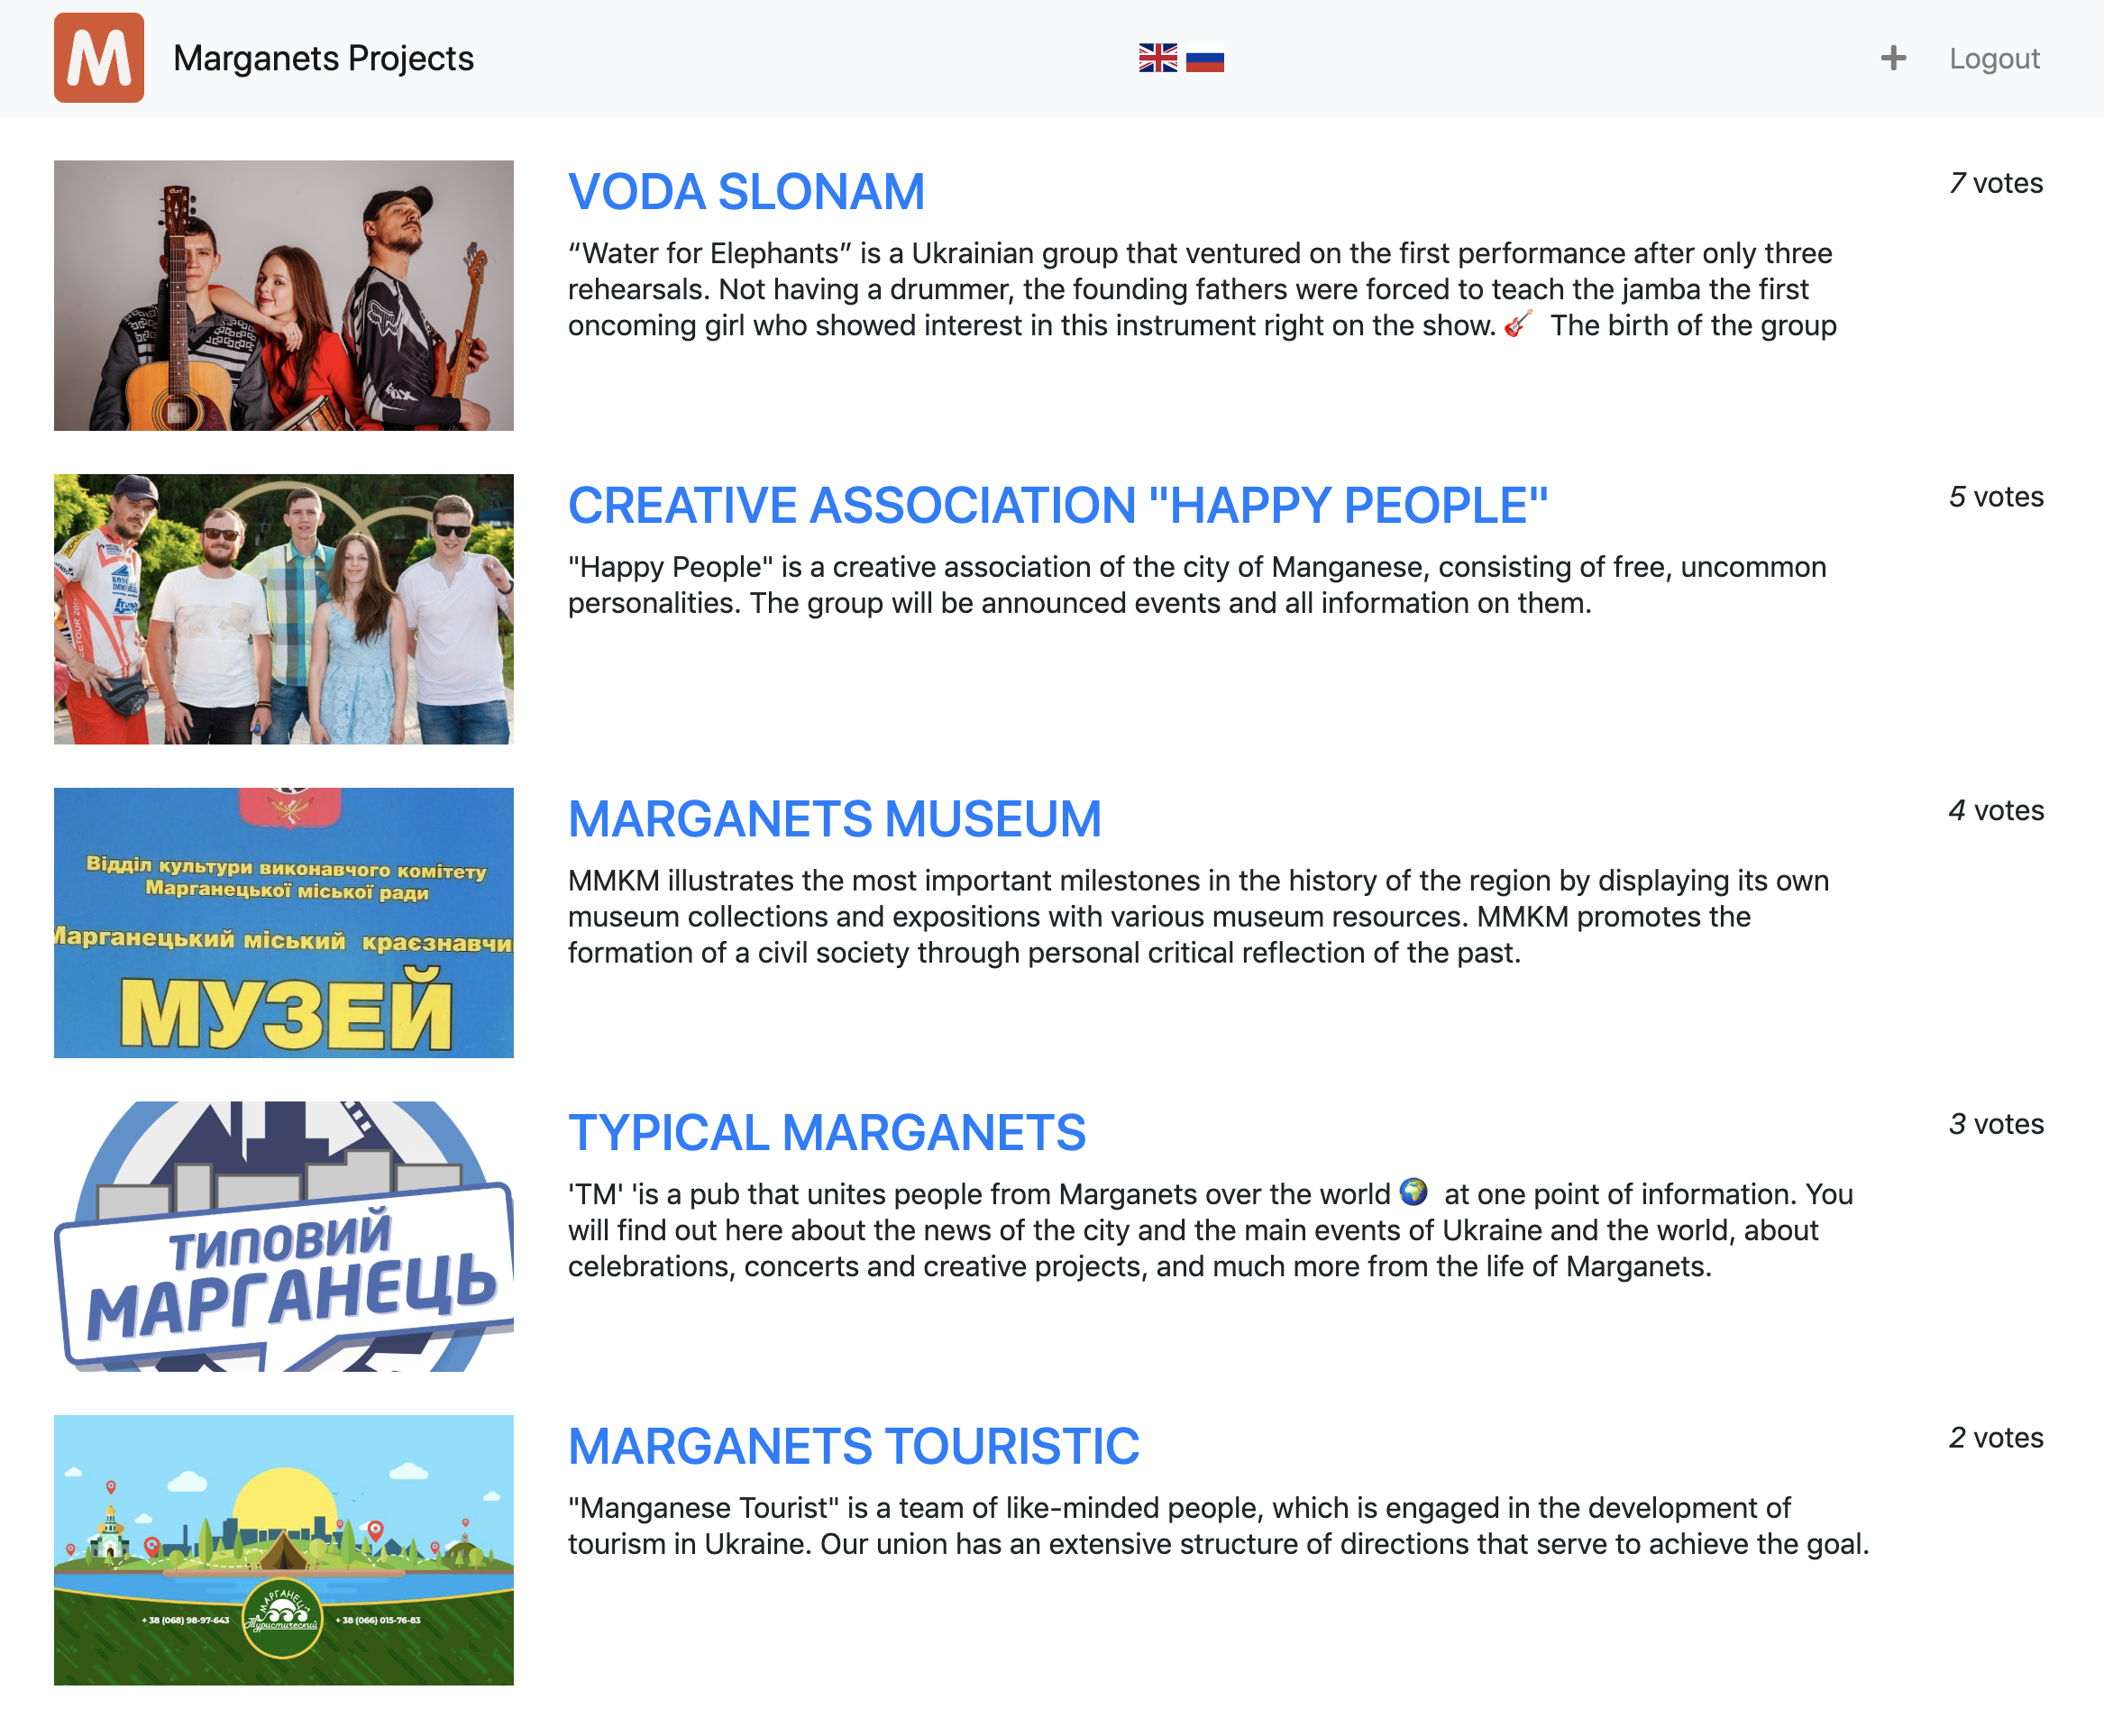 M
Marganets Projects
Logout
VODA SLONAM
7 votes
“Water for Elephants” is a Ukrainian group that ventured on the first performance after only three
rehearsals. Not having a drummer, the founding fathers were forced to teach the jamba the first
oncoming girl who showed interest in this instrument right on the show. 🎸 The birth of the group
CREATIVE ASSOCIATION "HAPPY PEOPLE"
5 votes
"Happy People" is a creative association of the city of Manganese, consisting of free, uncommon
personalities. The group will be announced events and all information on them.
Відділ культури виконавчого комітету
Марганецької міської ради
Марганецький міський краєзнавчи
МУЗЕЙ
MARGANETS MUSEUM
4 votes
MMKM illustrates the most important milestones in the history of the region by displaying its own
museum collections and expositions with various museum resources. MMKM promotes the
formation of a civil society through personal critical reflection of the past.
ТИПОВИЙ
МАРГАНЕЦЬ
TYPICAL MARGANETS
3 votes
'TM' 'is a pub that unites people from Marganets over the world 🌍 at one point of information. You
will find out here about the news of the city and the main events of Ukraine and the world, about
celebrations, concerts and creative projects, and much more from the life of Marganets.
+ 38 (068) 98-97-643
МАРГАНЕЦ
Туристический
+ 38 (066) 015-76-83
MARGANETS TOURISTIC
2 votes
"Manganese Tourist" is a team of like-minded people, which is engaged in the development of
tourism in Ukraine. Our union has an extensive structure of directions that serve to achieve the goal.